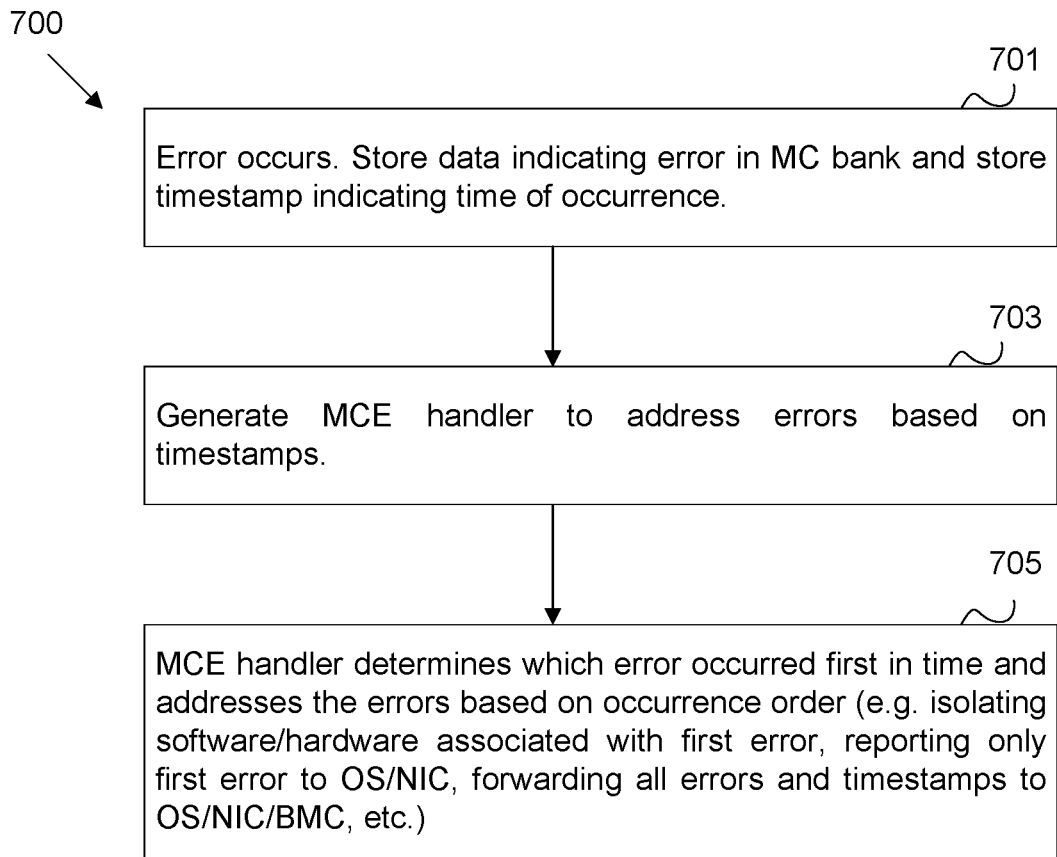 700
701
Error occurs. Store data indicating error in MC bank and store
timestamp indicating time of occurrence.
703
Generate MCE handler to address errors based on
timestamps.
705
MCE handler determines which error occurred first in time and
addresses the errors based on occurrence order (e.g. isolating
software/hardware associated with first error, reporting only
first error to OS/NIC, forwarding all errors and timestamps to
OS/NIC/BMC, etc.)